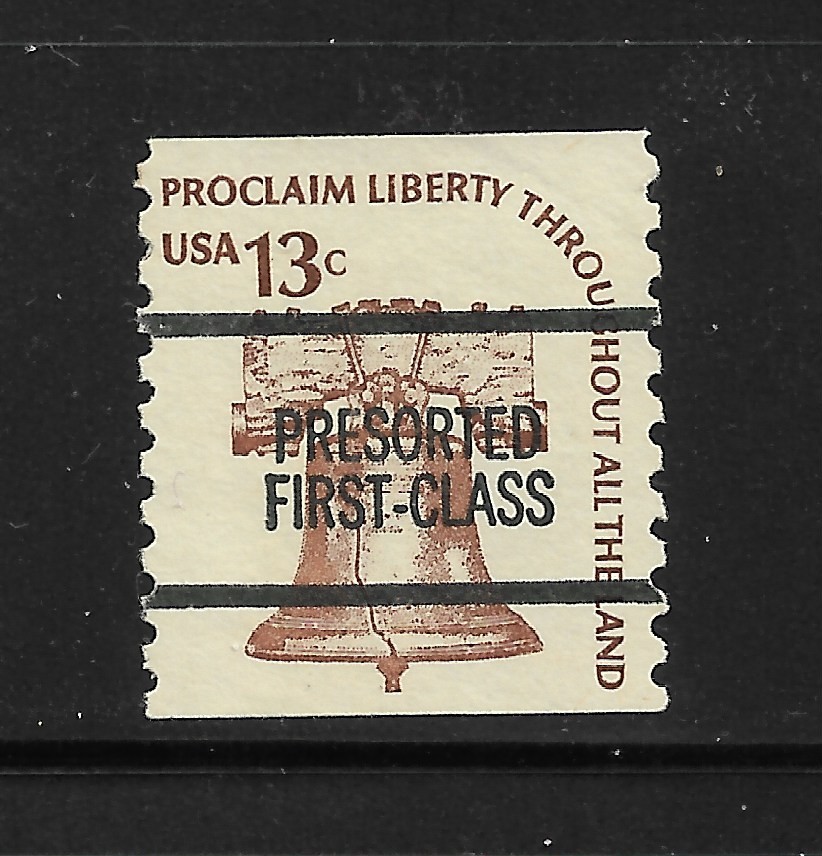 PROCLAIM LIBERTY THROUGHOUT ALL THE LAND
USA 13c
PRESORTED
FIRST-CLASS